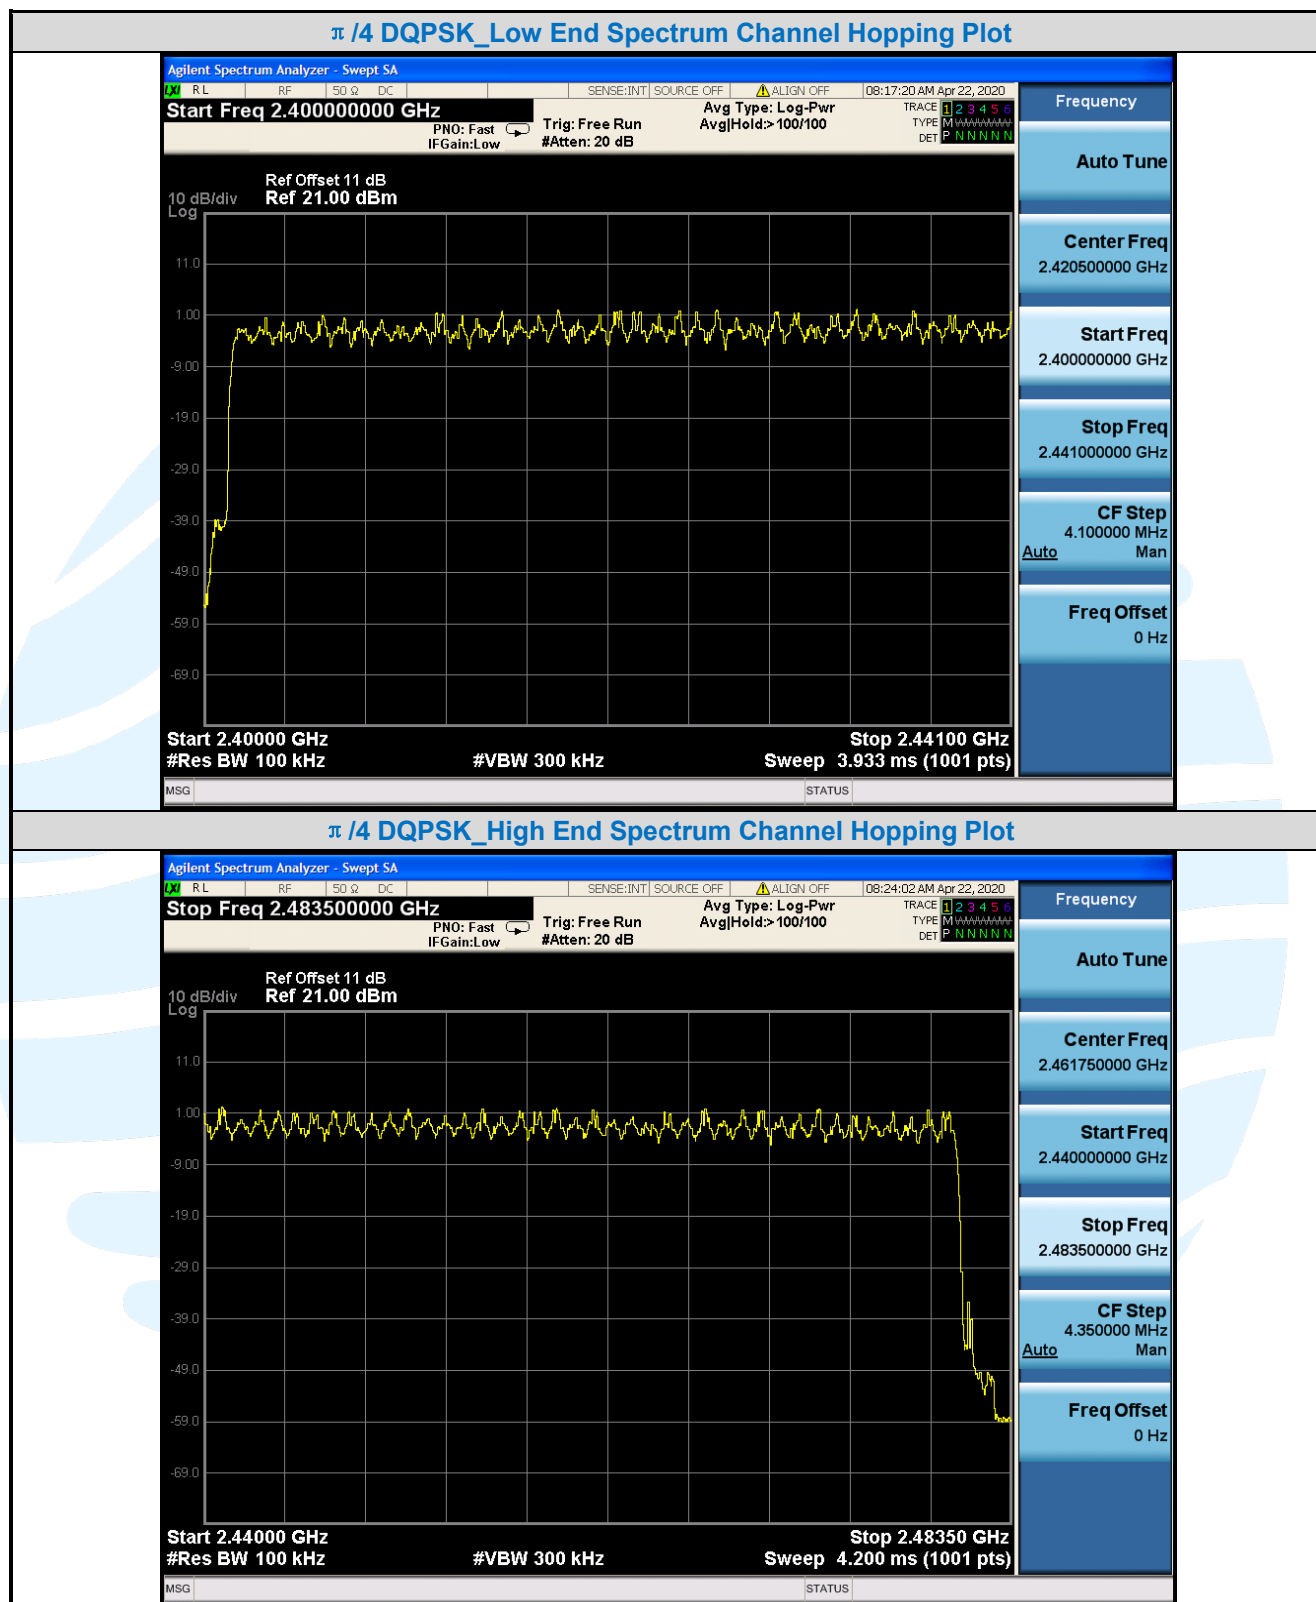 π /4 DQPSK_Low End Spectrum Channel Hopping Plot
Agilent Spectrum Analyzer - Swept SA
LXI RL RF 50 Ω DC SENSE:INT SOURCE OFF ALIGN OFF 08:17:20 AM Apr 22, 2020
Start Freq 2.400000000 GHz
PNO: Fast
IFGain:Low
Trig: Free Run
#Atten: 20 dB
Avg Type: Log-Pwr
Avg|Hold:>100/100
TRACE 1 2 3 4 5 6
TYPE M WWWWW
DET P N N N N N
Frequency
Auto Tune
Ref Offset 11 dB
10 dB/div Ref 21.00 dBm
Log
11.0
1.00
-9.00
-19.0
-29.0
-39.0
-49.0
-59.0
-69.0
Center Freq
2.420500000 GHz
Start Freq
2.400000000 GHz
Stop Freq
2.441000000 GHz
CF Step
4.100000 MHz
Auto Man
Freq Offset
0 Hz
Start 2.40000 GHz Stop 2.44100 GHz
#Res BW 100 kHz #VBW 300 kHz Sweep 3.933 ms (1001 pts)
MSG STATUS
π /4 DQPSK_High End Spectrum Channel Hopping Plot
Agilent Spectrum Analyzer - Swept SA
LXI RL RF 50 Ω DC SENSE:INT SOURCE OFF ALIGN OFF 08:24:02 AM Apr 22, 2020
Stop Freq 2.483500000 GHz
PNO: Fast
IFGain:Low
Trig: Free Run
#Atten: 20 dB
Avg Type: Log-Pwr
Avg|Hold:>100/100
TRACE 1 2 3 4 5 6
TYPE M WWWWW
DET P N N N N N
Frequency
Auto Tune
Ref Offset 11 dB
10 dB/div Ref 21.00 dBm
Log
11.0
1.00
-9.00
-19.0
-29.0
-39.0
-49.0
-59.0
-69.0
Center Freq
2.461750000 GHz
Start Freq
2.440000000 GHz
Stop Freq
2.483500000 GHz
CF Step
4.350000 MHz
Auto Man
Freq Offset
0 Hz
Start 2.44000 GHz Stop 2.48350 GHz
#Res BW 100 kHz #VBW 300 kHz Sweep 4.200 ms (1001 pts)
MSG STATUS